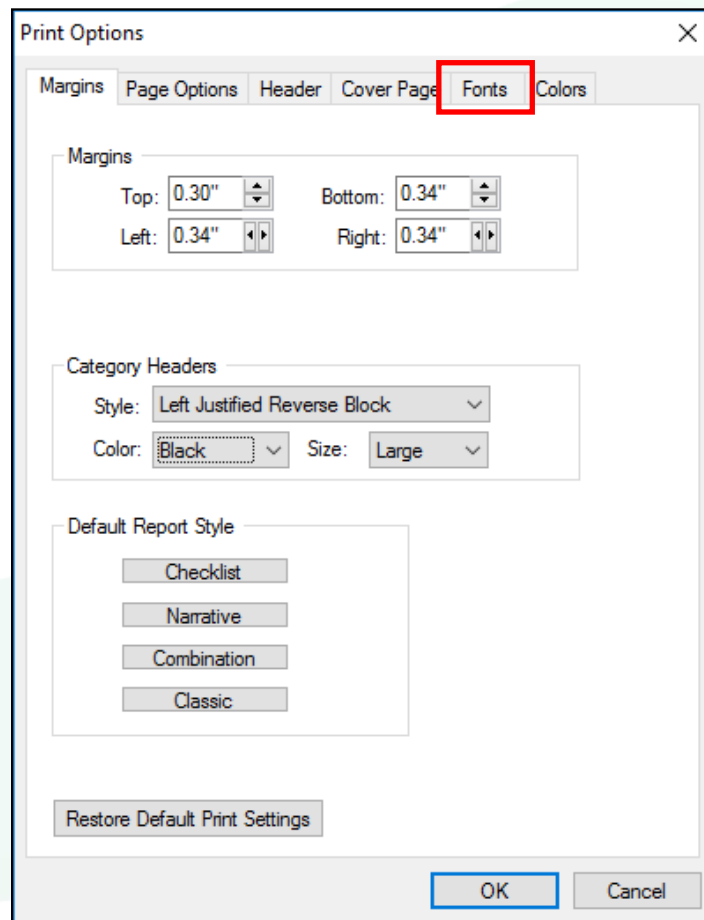 Print Options
Margins Page Options Header Cover Page Fonts Colors
Margins
Top: 0.30" Bottom: 0.34"
Left: 0.34" Right: 0.34"
Category Headers
Style: Left Justified Reverse Block
Color: Black Size: Large
Default Report Style
Checklist
Narrative
Combination
Classic
Restore Default Print Settings
OK Cancel